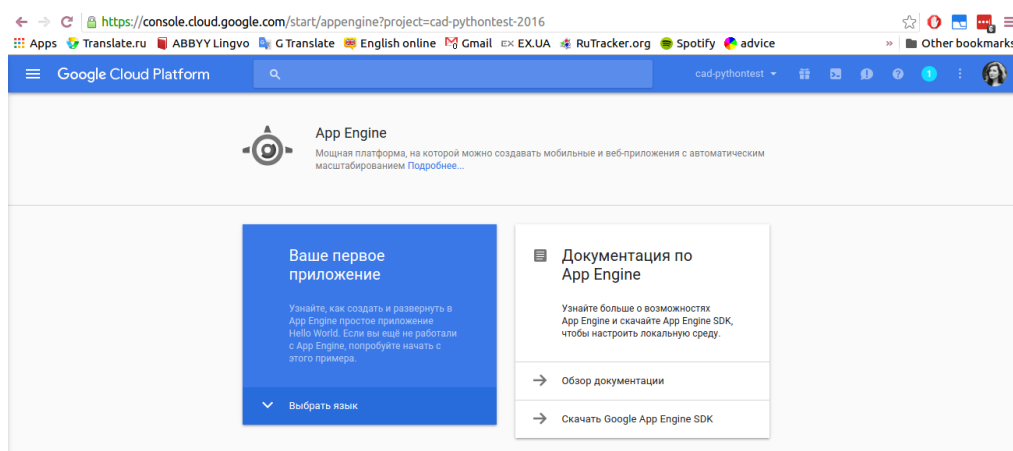 https://console.cloud.google.com/start/appengine?project=cad-pythontest-2016
Apps Translate.ru ABBYY Lingvo G Translate English online Gmail EX.UA RuTracker.org Spotify advice » Other bookmarks
Google Cloud Platform cad-pythontest 1
App Engine
Мощная платформа, на которой можно создавать мобильные и веб-приложения с автоматическим
масштабированием Подробнее...
Ваше первое
приложение
Узнайте, как создать и развернуть в
App Engine простое приложение
Hello World. Если вы ещё не работали
с App Engine, попробуйте начать с
этого примера.
Выбрать язык
Документация по
App Engine
Узнайте больше о возможностях
App Engine и скачайте App Engine SDK,
чтобы настроить локальную среду.
Обзор документации
Скачать Google App Engine SDK